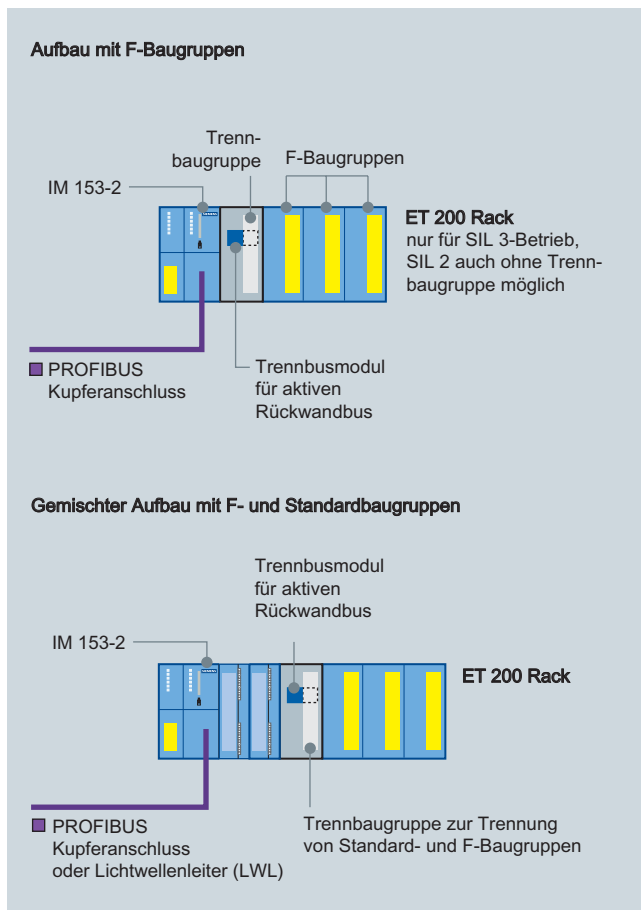 Aufbau mit F-Baugruppen
Trenn-
baugruppe
F-Baugruppen
IM 153-2
ET 200 Rack
nur für SIL 3-Betrieb,
SIL 2 auch ohne Trenn-
baugruppe möglich
PROFIBUS
Kupferanschluss
Trennbusmodul
für aktiven
Rückwandbus
Gemischter Aufbau mit F- und Standardbaugruppen
Trennbusmodul
für aktiven
Rückwandbus
IM 153-2
ET 200 Rack
PROFIBUS
Kupferanschluss
oder Lichtwellenleiter (LWL)
Trennbaugruppe zur Trennung
von Standard- und F-Baugruppen